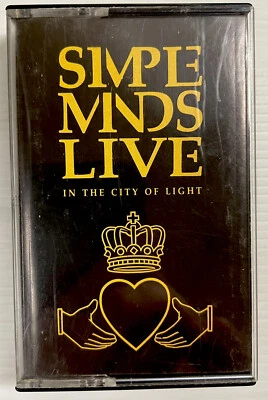 SIMPLE
MINDS
LIVE
IN THE CITY OF LIGHT